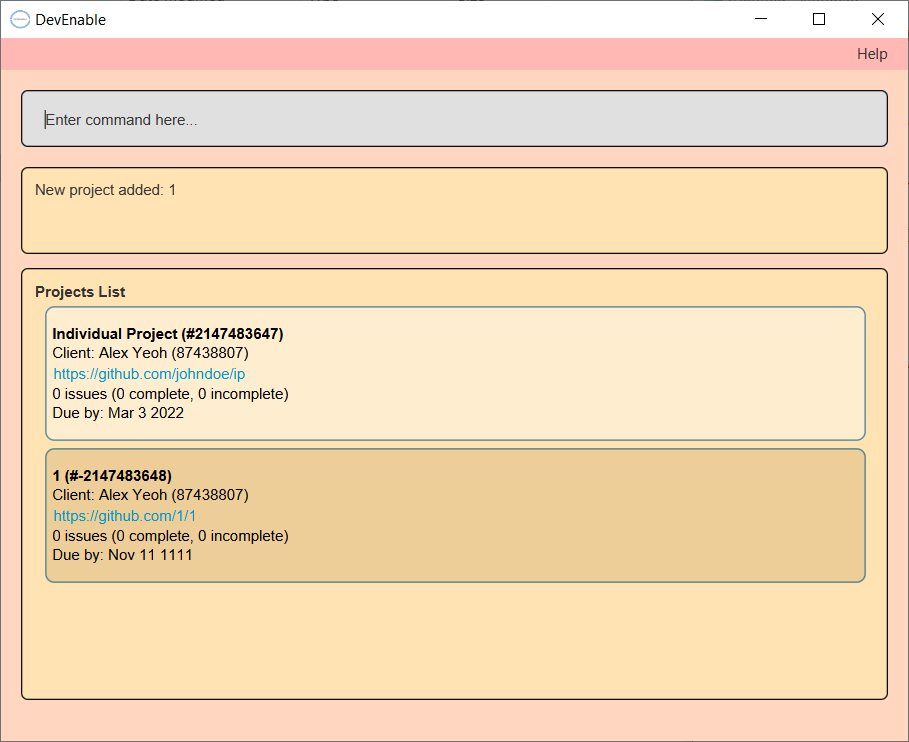 DevEnable
Help
Enter command here...
New project added: 1
Projects List
Individual Project (#2147483647)
Client: Alex Yeoh (87438807)
https://github.com/johndoe/ip
0 issues (0 complete, 0 incomplete)
Due by: Mar 3 2022
1 (#-2147483648)
Client: Alex Yeoh (87438807)
https://github.com/1/1
0 issues (0 complete, 0 incomplete)
Due by: Nov 11 1111